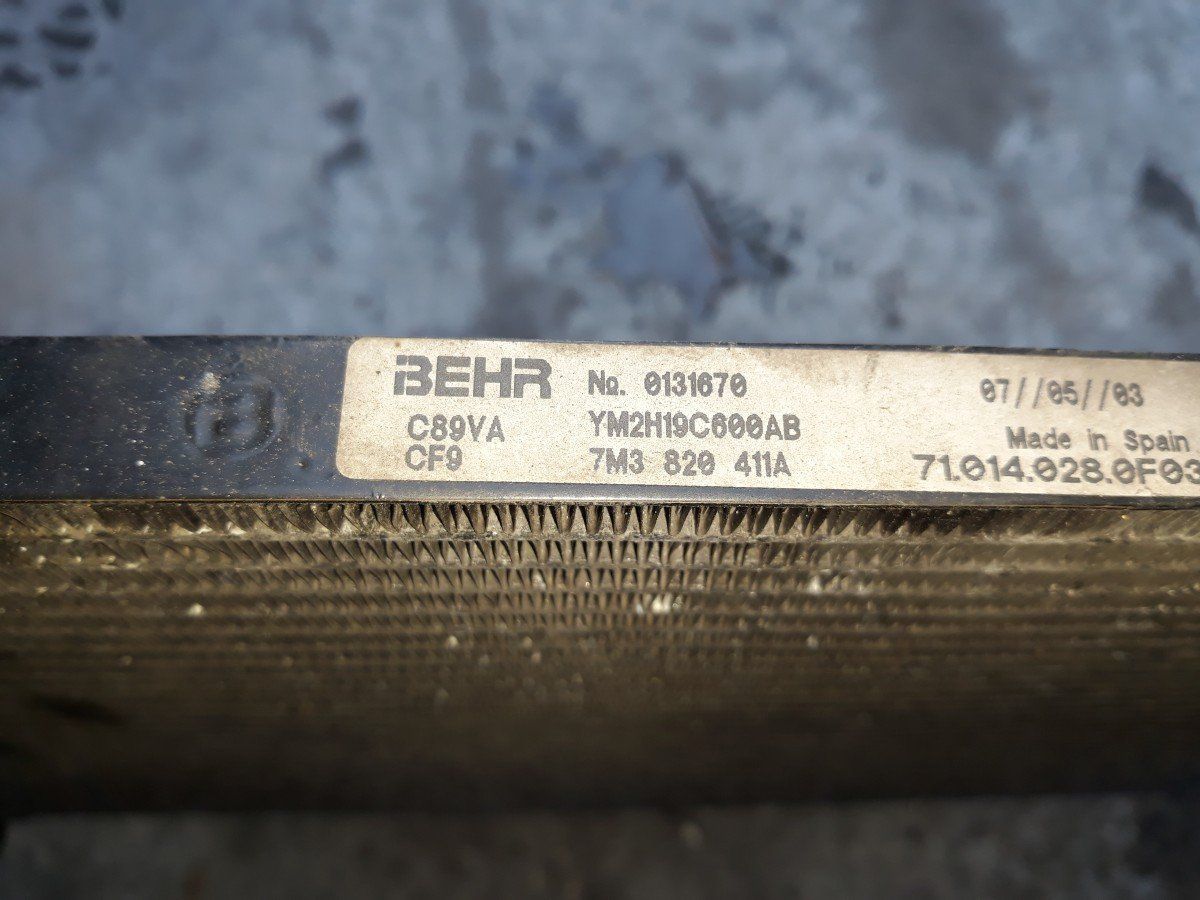 BEHR No. 0131670
C89VA YM2H19C600AB
CF9 7M3 820 411A
07//05//03
Made in Spain
71.014.028.0F03